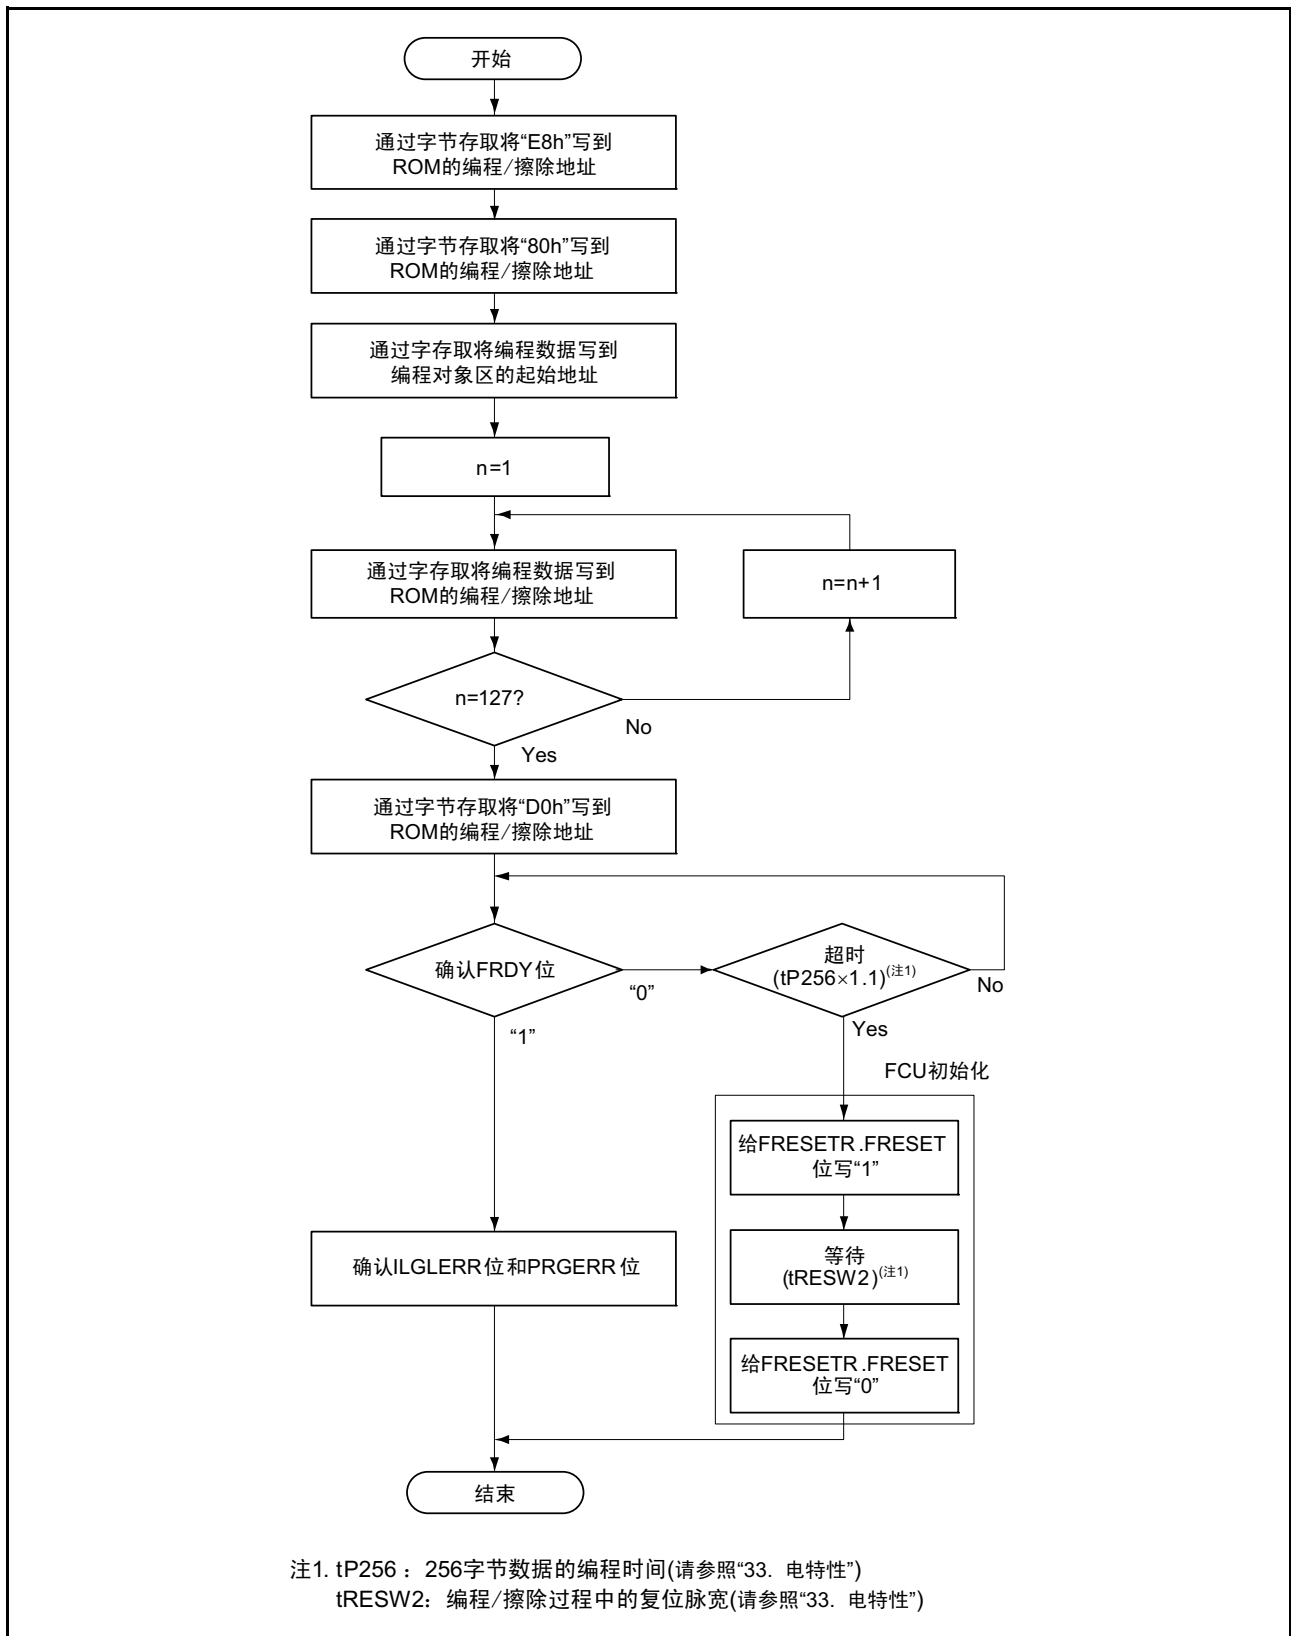 开始
通过字节存取将“E8h”写到
ROM的编程/擦除地址
通过字节存取将“80h”写到
ROM的编程/擦除地址
通过字存取将编程数据写到
编程对象区的起始地址
n=1
通过字存取将编程数据写到
ROM的编程/擦除地址
n=n+1
n=127?
No
Yes
通过字节存取将“D0h”写到
ROM的编程/擦除地址
确认FRDY位
“0”
“1”
超时
(tP256×1.1)(注1)
No
Yes
FCU初始化
给FRESETR.FRESET
位写“1”
等待
(tRESW2)(注1)
给FRESETR.FRESET
位写“0”
确认ILGLERR位和PRGERR位
结束
注1. tP256 ：256字节数据的编程时间(请参照“33. 电特性”)
tRESW2：编程/擦除过程中的复位脉宽(请参照“33. 电特性”)